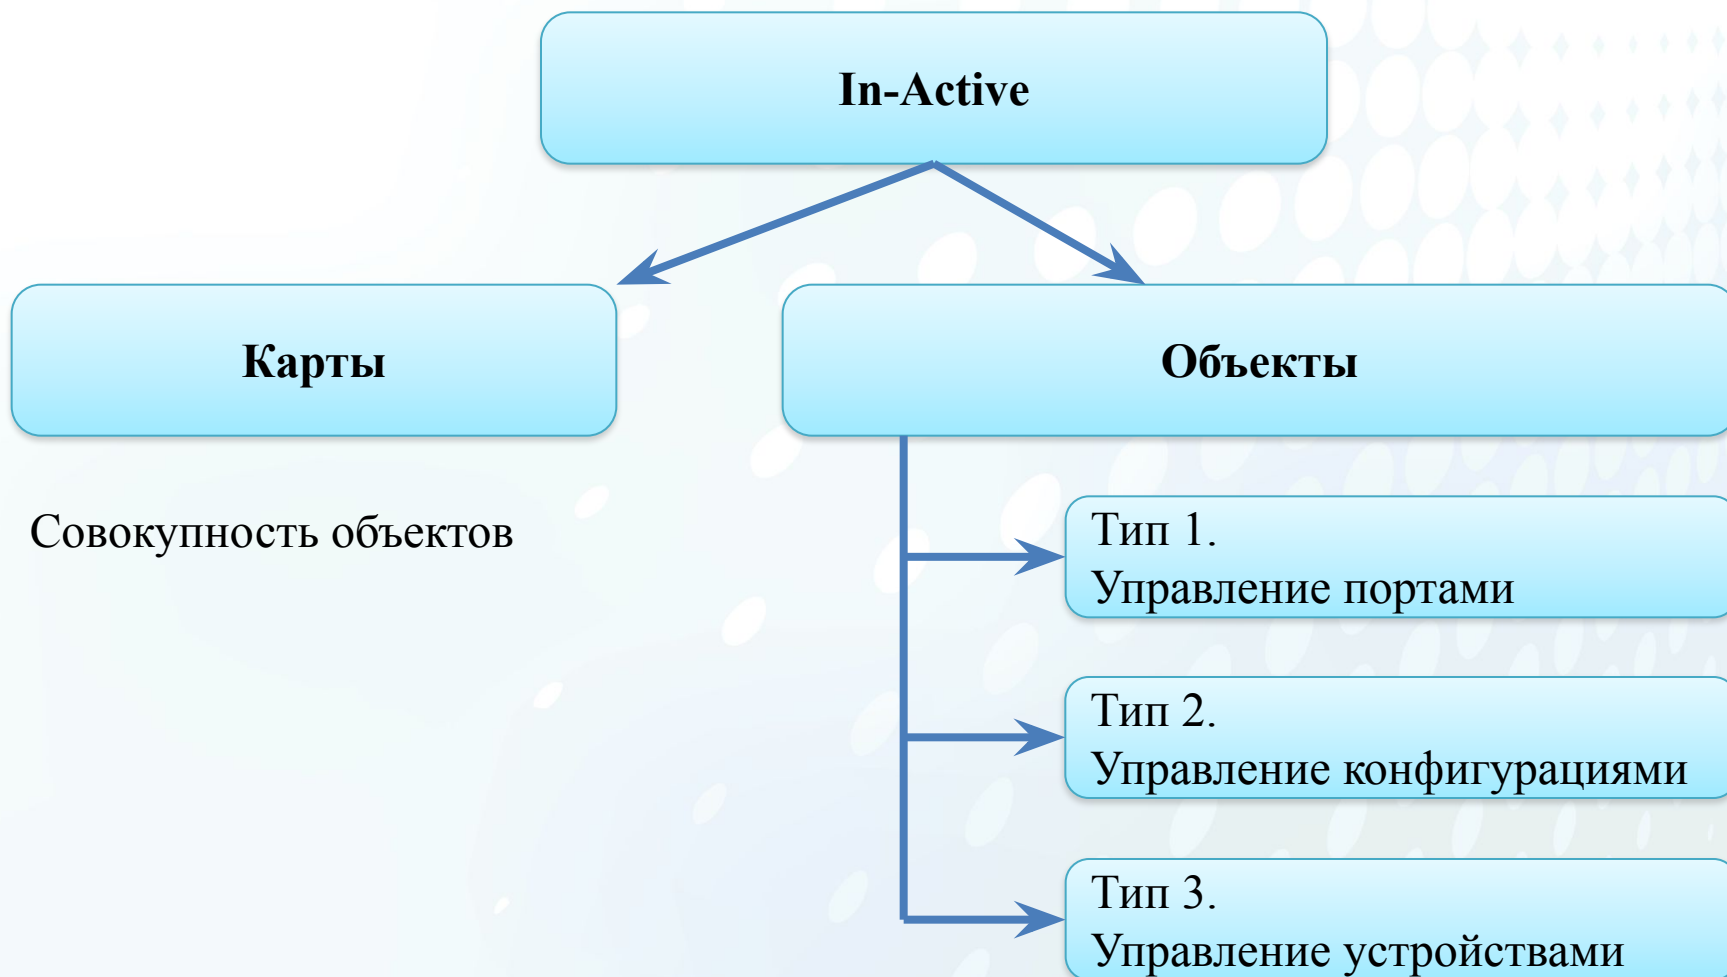 In-Active
Карты
Объекты
Совокупность объектов
Тип 1.
Управление портами
Тип 2.
Управление конфигурациями
Тип 3.
Управление устройствами